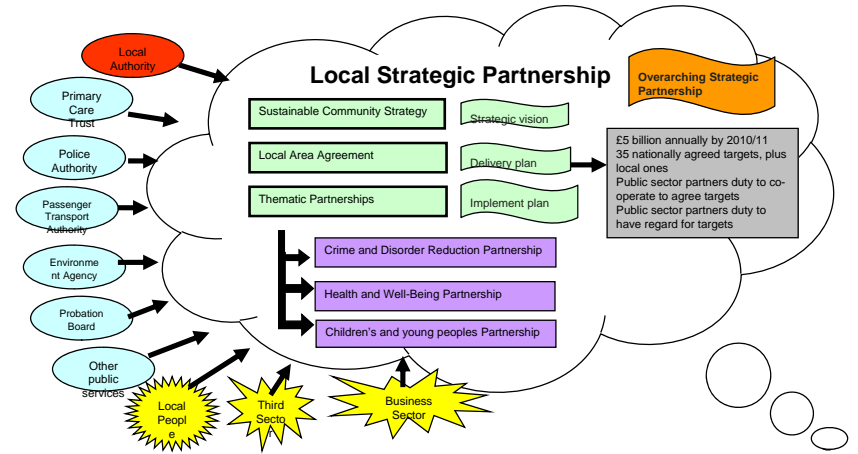 Local
Authority
Primary
Care
Trust
Police
Authority
Passenger
Transport
Authority
Environme
nt Agency
Probation
Board
Other
public
services
Local
Peopl
e
Third
Secto
r
Business
Sector
Local Strategic Partnership
Overarching Strategic
Partnership
Sustainable Community Strategy
Strategic vision
Local Area Agreement
Delivery plan
Thematic Partnerships
Implement plan
£5 billion annually by 2010/11
35 nationally agreed targets, plus
local ones
Public sector partners duty to co-
operate to agree targets
Public sector partners duty to
have regard for targets
Crime and Disorder Reduction Partnership
Health and Well-Being Partnership
Children's and young peoples Partnership